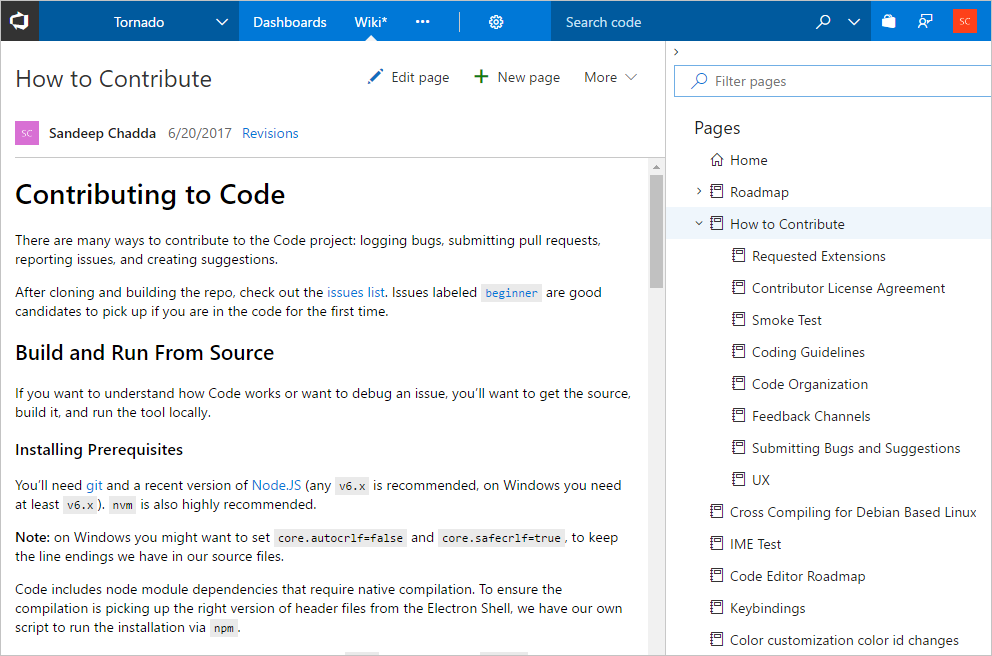 Tornado
Dashboards
Wiki*
Search code
SC
How to Contribute
Edit page
New page
More
SC
Sandeep Chadda
6/20/2017
Revisions
Contributing to Code
There are many ways to contribute to the Code project: logging bugs, submitting pull requests,
reporting issues, and creating suggestions.
After cloning and building the repo, check out the issues list. Issues labeled beginner are good
candidates to pick up if you are in the code for the first time.
Build and Run From Source
If you want to understand how Code works or want to debug an issue, you'll want to get the source,
build it, and run the tool locally.
Installing Prerequisites
You'll need git and a recent version of Node.JS (any v6.x is recommended, on Windows you need
at least v6.x). nvm is also highly recommended.
Note: on Windows you might want to set core.autocrlf=false and core.safecrlf=true, to keep
the line endings we have in our source files.
Code includes node module dependencies that require native compilation. To ensure the
compilation is picking up the right version of header files from the Electron Shell, we have our own
script to run the installation via npm.
Filter pages
Pages
Home
Roadmap
How to Contribute
Requested Extensions
Contributor License Agreement
Smoke Test
Coding Guidelines
Code Organization
Feedback Channels
Submitting Bugs and Suggestions
UX
Cross Compiling for Debian Based Linux
IME Test
Code Editor Roadmap
Keybindings
Color customization color id changes